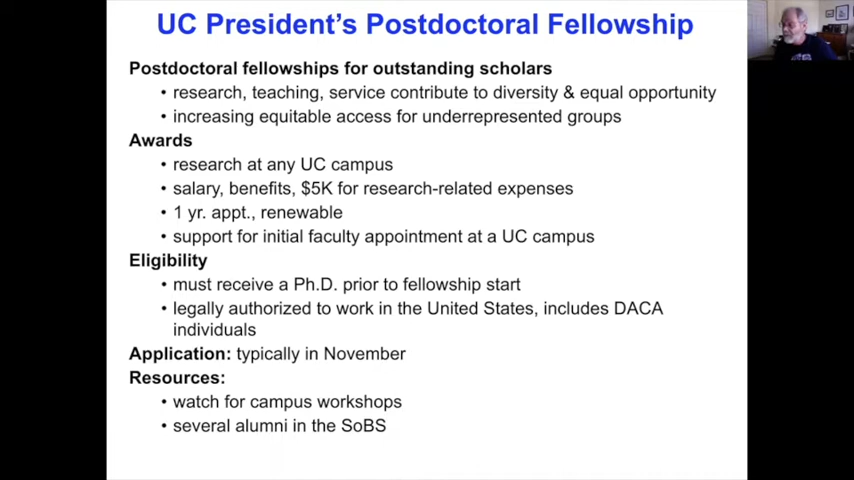 UC President's Postdoctoral Fellowship
Postdoctoral fellowships for outstanding scholars
• research, teaching, service contribute to diversity & equal opportunity
• increasing equitable access for underrepresented groups
Awards
• research at any UC campus
• salary, benefits, $5K for research-related expenses
• 1 yr. appt., renewable
• support for initial faculty appointment at a UC campus
Eligibility
• must receive a Ph.D. prior to fellowship start
• legally authorized to work in the United States, includes DACA
individuals
Application: typically in November
Resources:
• watch for campus workshops
• several alumni in the SoBS